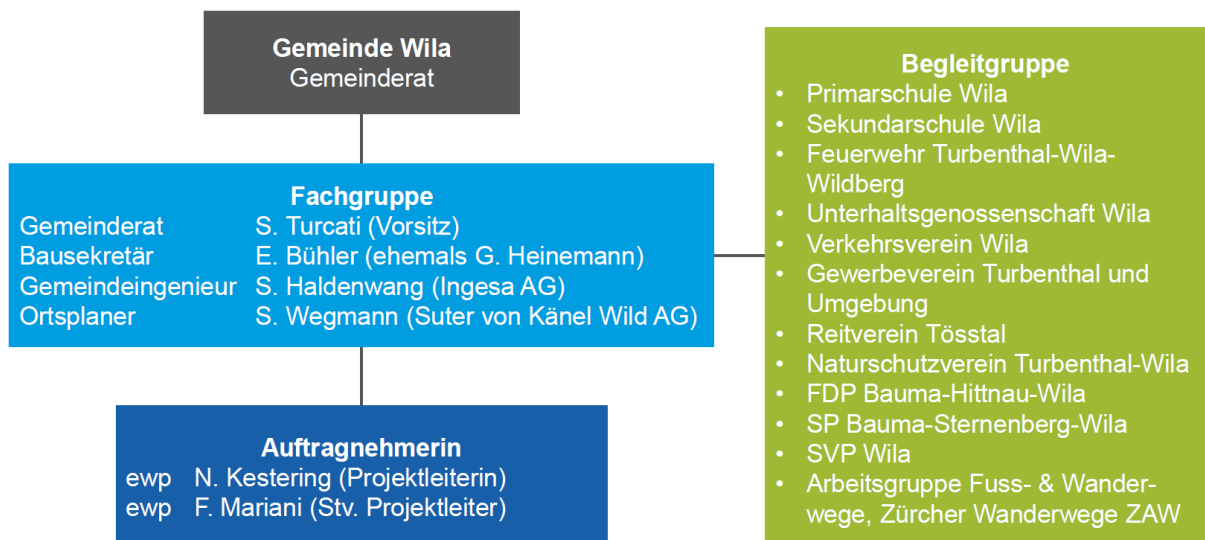 Gemeinde Wila
Gemeinderat
Fachgruppe
Gemeinderat S. Turcati (Vorsitz)
Bausekretär E. Bühler (ehemals G. Heinemann)
Gemeindeingenieur S. Haldenwang (Ingesa AG)
Ortsplaner S. Wegmann (Suter von Känel Wild AG)
Auftragnehmerin
ewp N. Kestering (Projektleiterin)
ewp F. Mariani (Stv. Projektleiter)
Begleitgruppe
• Primarschule Wila
• Sekundarschule Wila
• Feuerwehr Turbenthal-Wila-
Wildberg
• Unterhaltsgenossenschaft Wila
• Verkehrsverein Wila
• Gewerbeverein Turbenthal und
Umgebung
• Reitverein Tösstal
• Naturschutzverein Turbenthal-Wila
• FDP Bauma-Hittnau-Wila
• SP Bauma-Sternenberg-Wila
• SVP Wila
• Arbeitsgruppe Fuss- & Wander-
wege, Zürcher Wanderwege ZAW